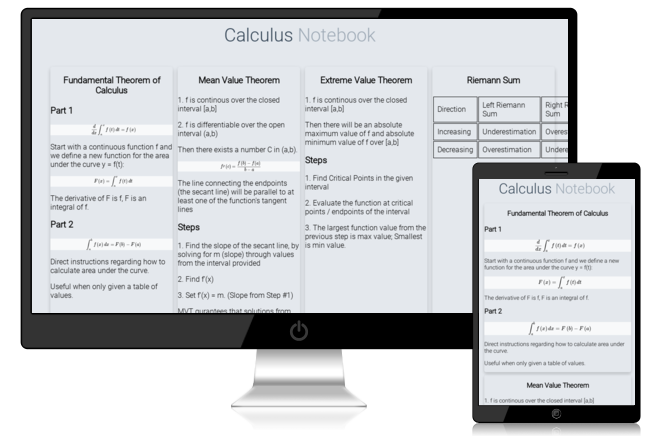 Calculus Notebook
Fundamental Theorem of
Calculus
Part 1
d/dx ∫ₐˣ f(t) dt = f(x)
Start with a continuous function f and
we define a new function for the area
under the curve y = f(t):
F(x) = ∫ₐˣ f(t) dt
The derivative of F is f, F is an
integral of f.
Part 2
∫ₐᵇ f(x) dx = F(b) − F(a)
Direct instructions regarding how to
calculate area under the curve.
Useful when only given a table of
values.
Mean Value Theorem
1. f is continous over the closed
interval [a,b]
2. f is differentiable over the open
interval (a,b)
Then there exists a number C in (a,b).
f'(c) = f(b) − f(a) / b − a
The line connecting the endpoints
(the secant line) will be parallel to at
least one of the function's tangent
lines
Steps
1. Find the slope of the secant line, by
solving for m (slope) through values
from the interval provided
2. Find f'(x)
3. Set f'(x) = m. (Slope from Step #1)
MVT gurantees that solutions from
Extreme Value Theorem
1. f is continous over the closed
interval [a,b]
Then there will be an absolute
maximum value of f and absolute
minimum value of f over [a,b]
Steps
1. Find Critical Points in the given
interval
2. Evaluate the function at critical
points / endpoints of the interval
3. The largest function value from the
previous step is max value; Smallest
is min value.
Riemann Sum
Direction Left Riemann Sum Right R Sum
Increasing Underestimation Overes
Decreasing Overestimation Undere
Calculus Notebook
Fundamental Theorem of Calculus
Part 1
d/dx ∫ₐˣ f(t) dt = f(x)
Start with a continuous function f and we define a new
function for the area under the curve y = f(t):
F(x) = ∫ₐˣ f(t) dt
The derivative of F is f, F is an integral of f.
Part 2
∫ₐᵇ f(x) dx = F(b) − F(a)
Direct instructions regarding how to calculate area under
the curve.
Useful when only given a table of values.
Mean Value Theorem
1. f is continous over the closed interval [a,b]